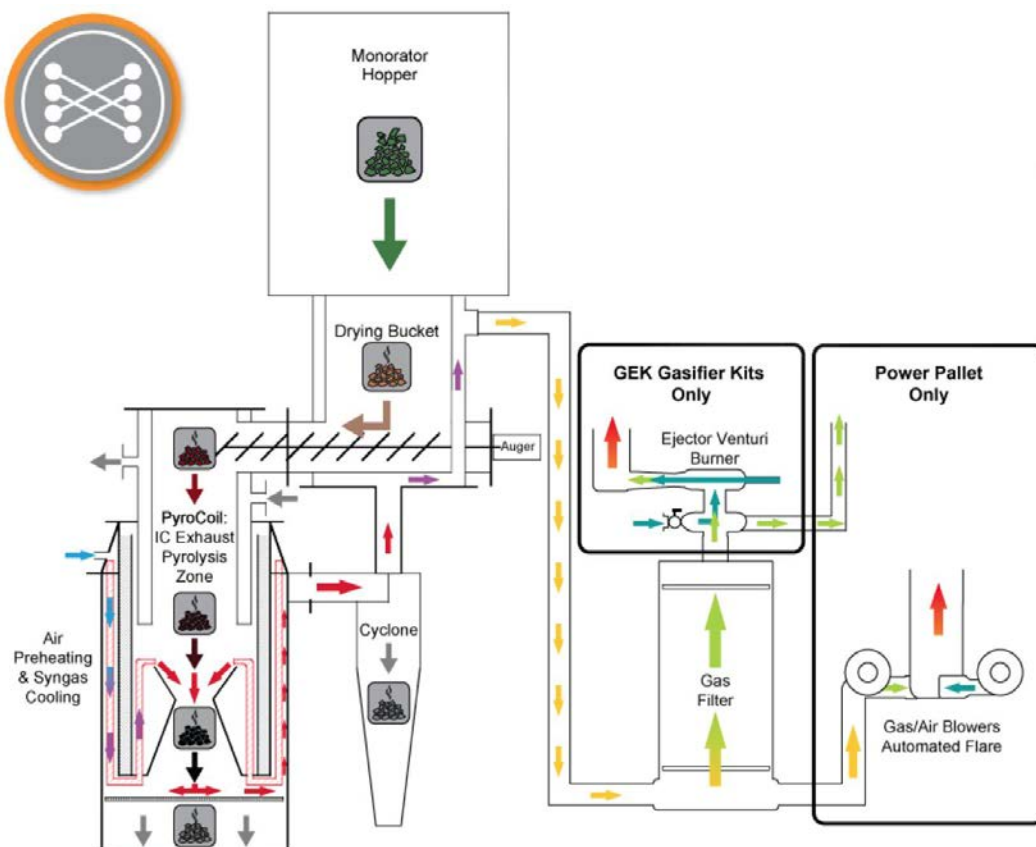 Monorator
Hopper
Drying Bucket
Auger
PyroCoil:
IC Exhaust
Pyrolysis
Zone
Air
Preheating
& Syngas
Cooling
Cyclone
GEK Gasifier Kits
Only
Ejector Venturi
Burner
Gas
Filter
Power Pallet
Only
Gas/Air Blowers
Automated Flare